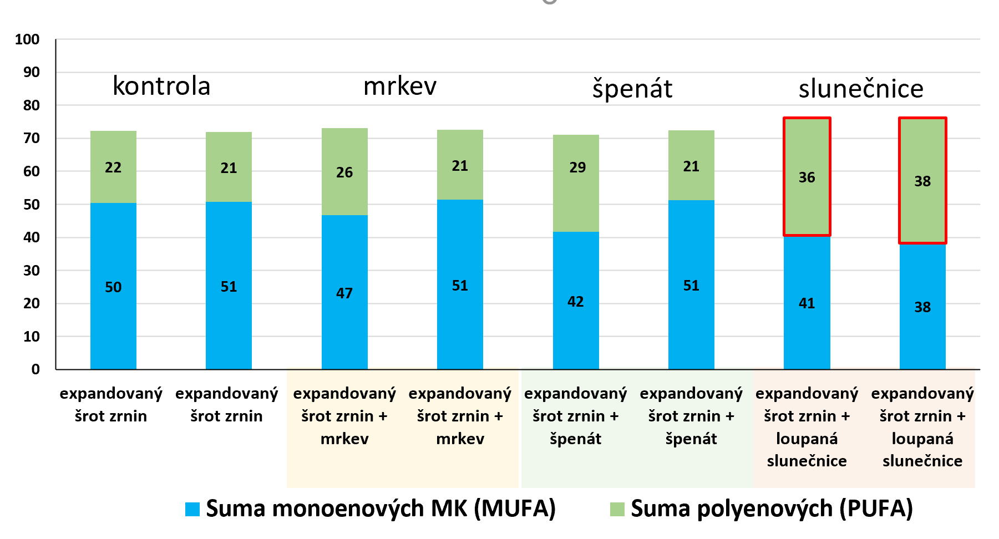 100
90
80
70
60
50
40
30
20
10
0
kontrola
mrkev
špenát
slunečnice
22
21
26
21
29
21
36
38
50
51
47
51
42
51
41
38
expandovaný
šrot zrnin
expandovaný
šrot zrnin
expandovaný
šrot zrnin +
mrkev
expandovaný
šrot zrnin +
mrkev
expandovaný
šrot zrnin +
špenát
expandovaný
šrot zrnin +
špenát
expandovaný
šrot zrnin +
loupaná
slunečnice
expandovaný
šrot zrnin +
loupaná
slunečnice
Suma monoenových MK (MUFA)
Suma polyenových (PUFA)